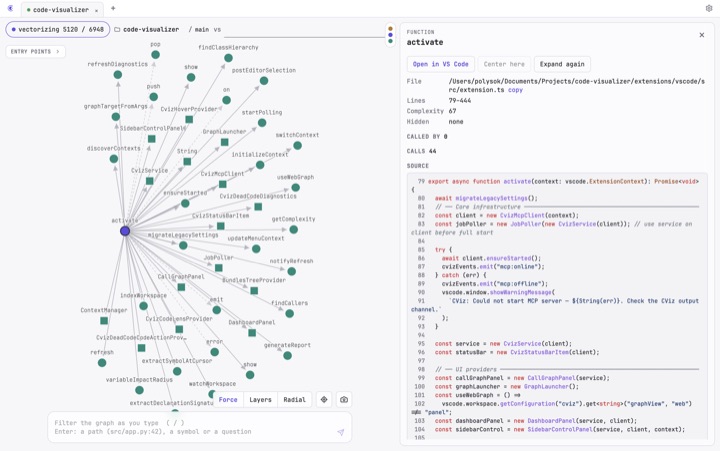 code-visualizer
vectorizing 5120 / 6948
code-visualizer
/ main vs
ENTRY POINTS
pop
findClassHierarchy
refreshDiagnostics
show
postEditorSelection
push
on
graphTargetFromArgs
CvizHoverProvider
startPolling
SidebarControlPanel
GraphLauncher
switchContext
discoverContexts
String
initializeContext
CvizService
CvizMcpClient
useWebGraph
ensureStarted
CvizDeadCodeDiagnostics
activate
CvizStatusBarItem
getComplexity
migrateLegacySettings
updateMenuContext
JobPoller
notifyRefresh
CallGraphPanel
BundlesTreeProvider
indexWorkspace
emit
findCallers
ContextManager
CvizCodeLensProvider
DashboardPanel
CvizDeadCodeCodeActionProv…
error
generateReport
refresh
extractSymbolAtCursor
show
variableImpactRadius
watchWorkspace
extractDeclarationSignatu
Force Layers Radial
Filter the graph as you type ( / )
Enter: a path (src/app.py:42), a symbol or a question
FUNCTION
activate
Open in VS Code Center here Expand again
File /Users/polysok/Documents/Projects/code-visualizer/extensions/vscode/s
rc/extension.ts copy
Lines 79-444
Complexity 67
Hidden none
CALLED BY 0
CALLS 44
SOURCE
79 export async function activate(context: vscode.ExtensionContext): Promise<void>
{
80 await migrateLegacySettings();
81 // ── Core infrastructure
82 const client = new CvizMcpClient(context);
83 const jobPoller = new JobPoller(new CvizService(client)); // use service on
client before full start
84
85 try {
86 await client.ensureStarted();
87 cvizEvents.emit("mcp:online");
88 } catch (err) {
89 cvizEvents.emit("mcp:offline");
90 vscode.window.showWarningMessage(
91 `CViz: Could not start MCP server — ${String(err)}. Check the CViz output
channel.`
92 );
93 }
94
95 const service = new CvizService(client);
96 const statusBar = new CvizStatusBarItem(client);
97
98 // ── UI providers
99 const callGraphPanel = new CallGraphPanel(service);
100 const graphLauncher = new GraphLauncher();
101 const useWebGraph = () =>
102 vscode.workspace.getConfiguration("cviz").get<string>("graphView", "web")
"panel";
103 const dashboardPanel = new DashboardPanel(service, client);
104 const sidebarControl = new SidebarControlPanel(service, client, context);
105